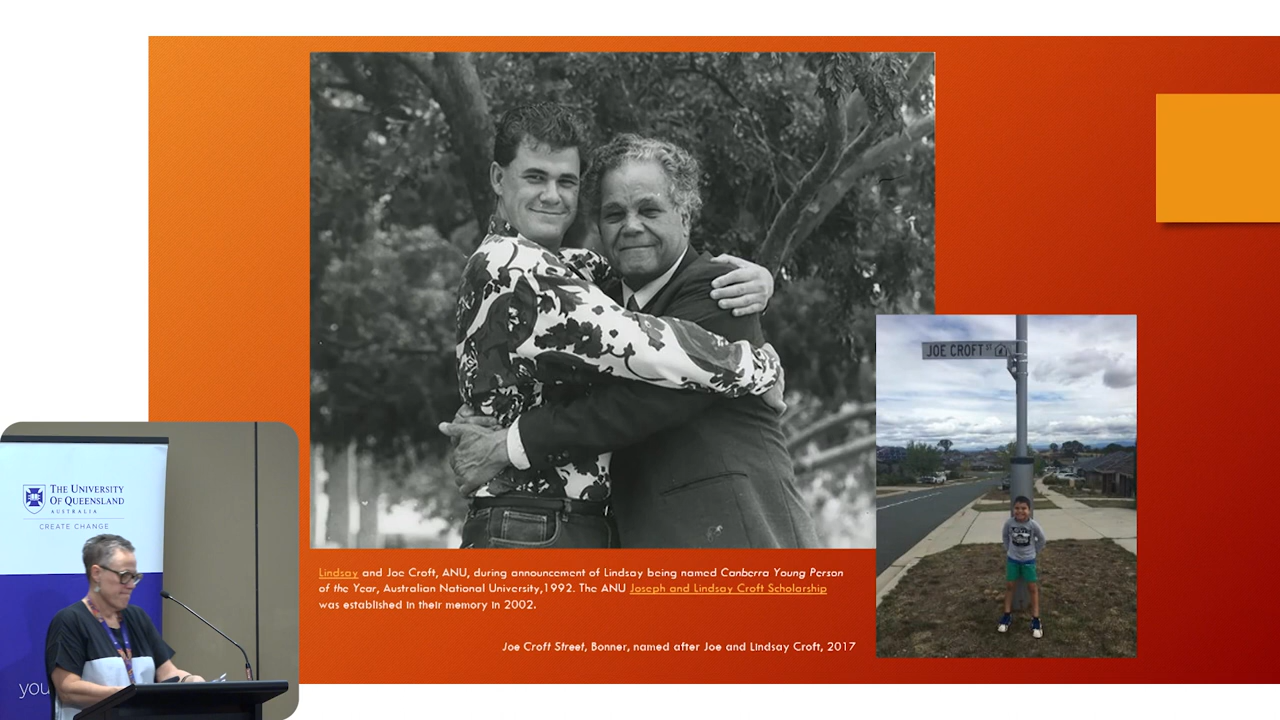 JOE CROFT ST
Lindsay and Joe Croft, ANU, during announcement of Lindsay being named Canberra Young Person
of the Year, Australian National University,1992. The ANU Joseph and Lindsay Croft Scholarship
was established in their memory in 2002.
Joe Croft Street, Bonner, named after Joe and Lindsay Croft, 2017
THE UNIVERSITY
OF QUEENSLAND
AUSTRALIA
CREATE CHANGE
you